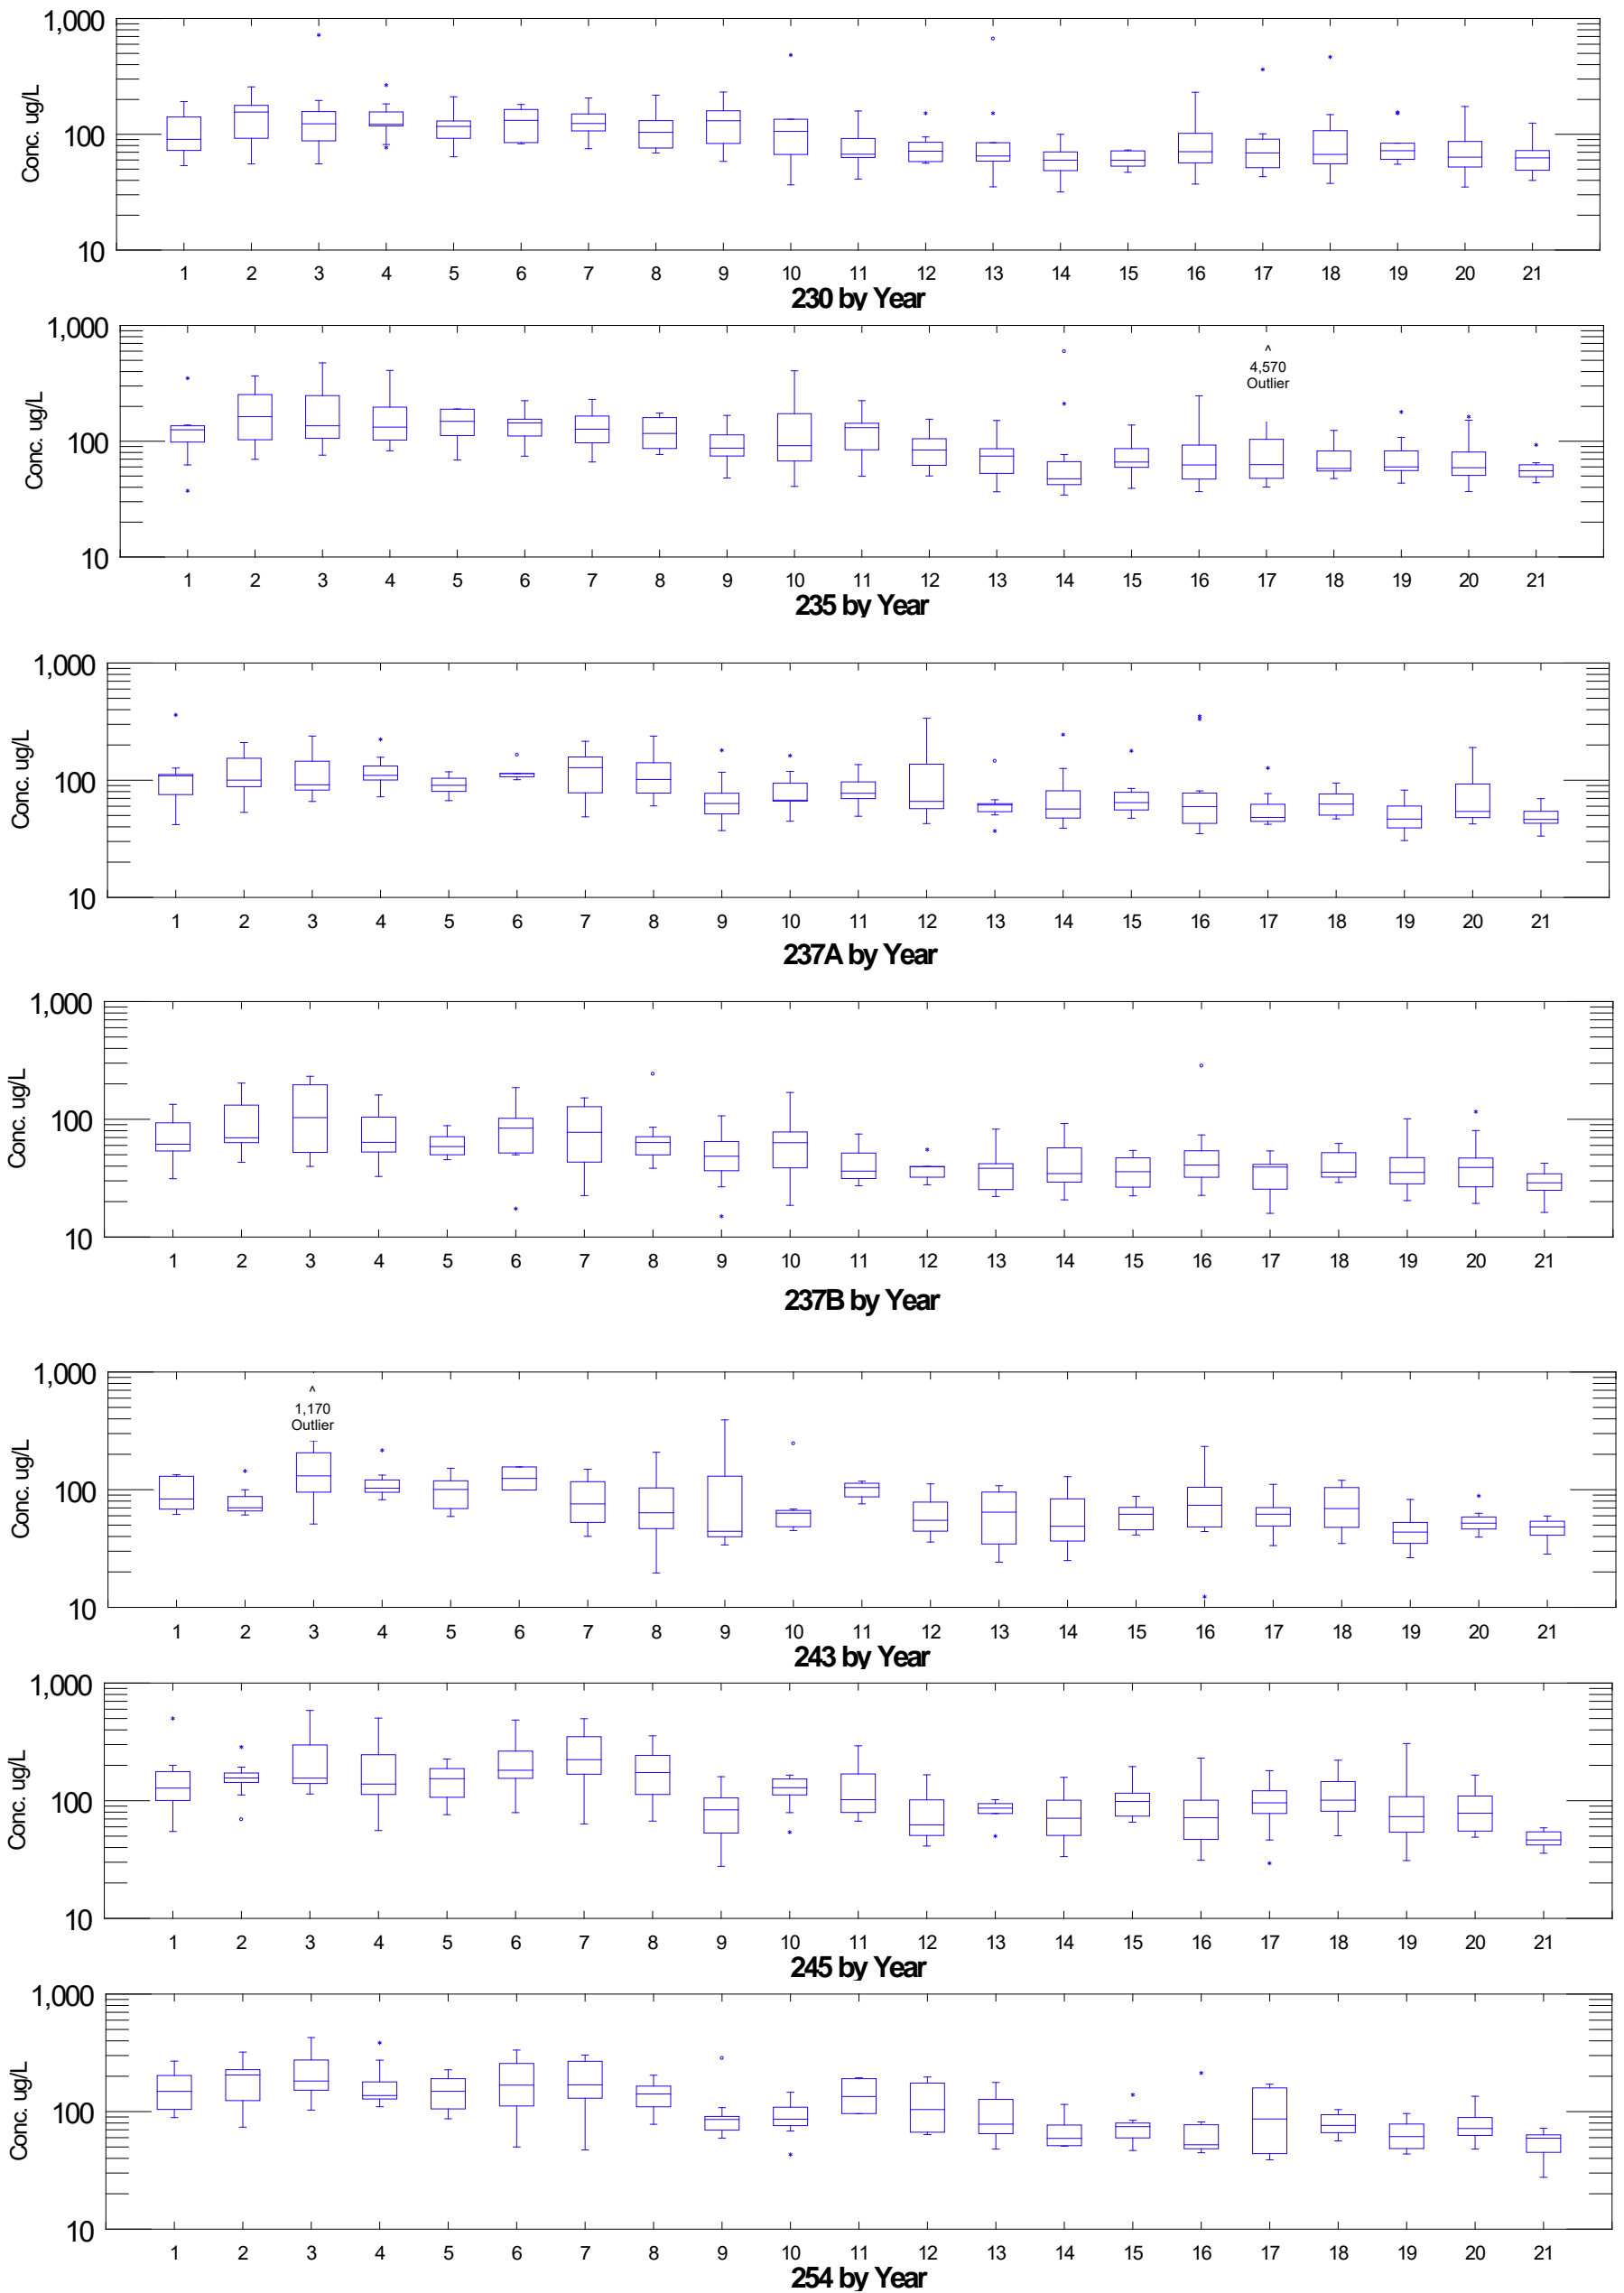 1,000
100
10
Conc. ug/L
1 2 3 4 5 6 7 8 9 10 11 12 13 14 15 16 17 18 19 20 21
230 by Year
1,000
100
10
Conc. ug/L
^
4,570
Outlier
1 2 3 4 5 6 7 8 9 10 11 12 13 14 15 16 17 18 19 20 21
235 by Year
1,000
100
10
Conc. ug/L
1 2 3 4 5 6 7 8 9 10 11 12 13 14 15 16 17 18 19 20 21
237A by Year
1,000
100
10
Conc. ug/L
1 2 3 4 5 6 7 8 9 10 11 12 13 14 15 16 17 18 19 20 21
237B by Year
1,000
100
10
Conc. ug/L
^
1,170
Outlier
1 2 3 4 5 6 7 8 9 10 11 12 13 14 15 16 17 18 19 20 21
243 by Year
1,000
100
10
Conc. ug/L
1 2 3 4 5 6 7 8 9 10 11 12 13 14 15 16 17 18 19 20 21
245 by Year
1,000
100
10
Conc. ug/L
1 2 3 4 5 6 7 8 9 10 11 12 13 14 15 16 17 18 19 20 21
254 by Year